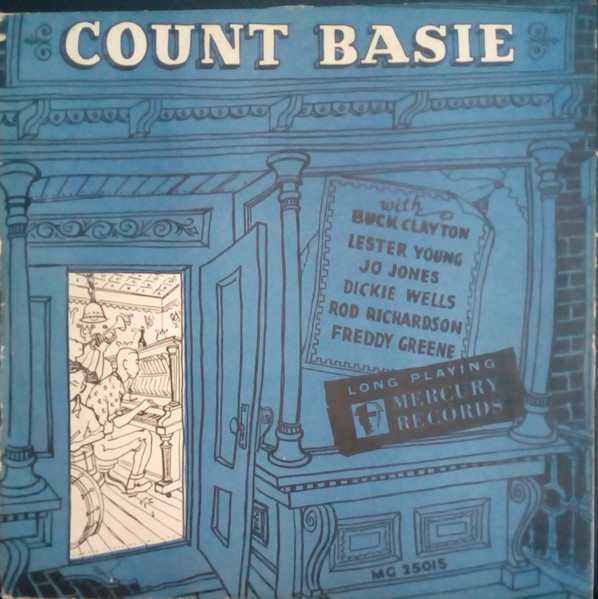 COUNT BASIE
with
BUCK CLAYTON
LESTER YOUNG
JO JONES
DICKIE WELLS
ROD RICHARDSON
FREDDY GREENE
LONG PLAYING
MERCURY
RECORDS
MG 25015